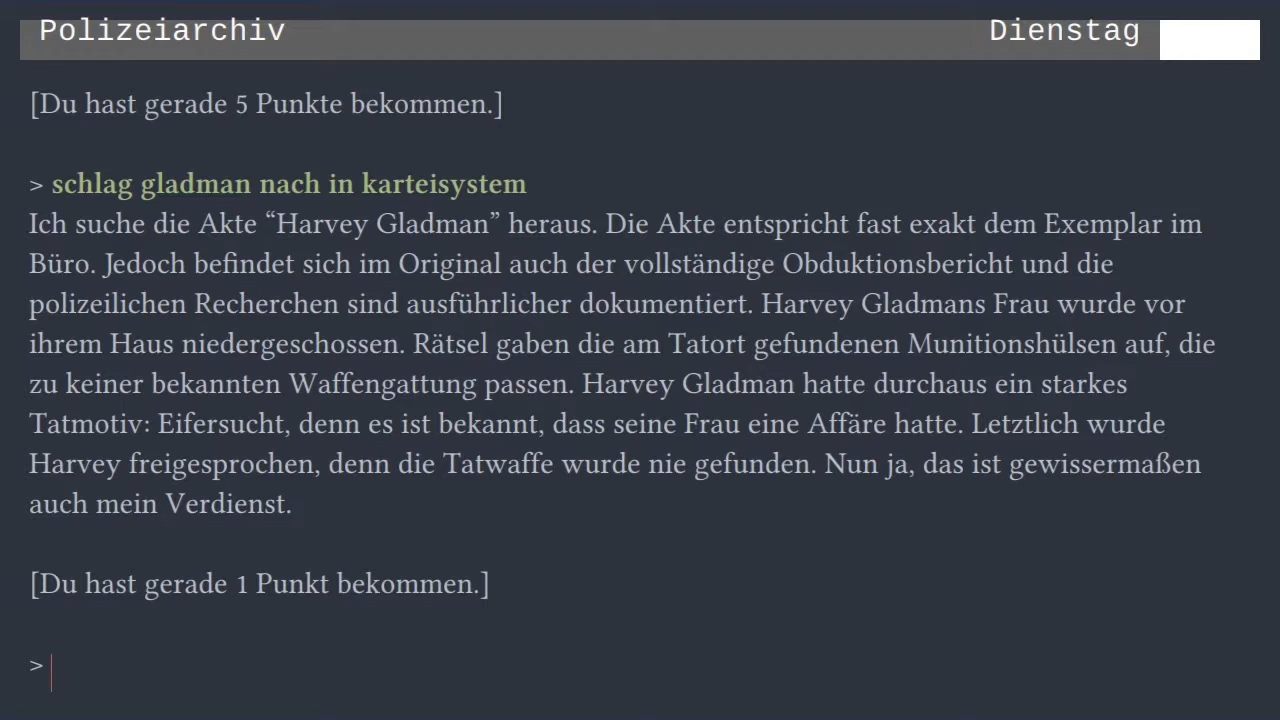 Polizeiarchiv Dienstag
[Du hast gerade 5 Punkte bekommen.]
> schlag gladman nach in karteisystem
Ich suche die Akte “Harvey Gladman” heraus. Die Akte entspricht fast exakt dem Exemplar im
Büro. Jedoch befindet sich im Original auch der vollständige Obduktionsbericht und die
polizeilichen Recherchen sind ausführlicher dokumentiert. Harvey Gladmans Frau wurde vor
ihrem Haus niedergeschossen. Rätsel gaben die am Tatort gefundenen Munitionshülsen auf, die
zu keiner bekannten Waffengattung passen. Harvey Gladman hatte durchaus ein starkes
Tatmotiv: Eifersucht, denn es ist bekannt, dass seine Frau eine Affäre hatte. Letztlich wurde
Harvey freigesprochen, denn die Tatwaffe wurde nie gefunden. Nun ja, das ist gewissermaßen
auch mein Verdienst.
[Du hast gerade 1 Punkt bekommen.]
>